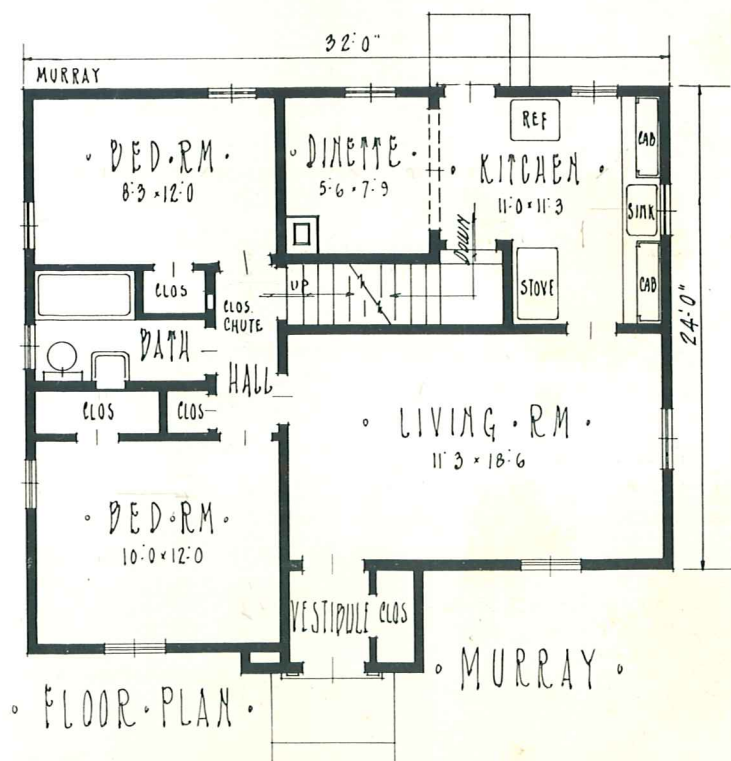 32'-0"
MURRAY
BED·RM·
8'-3 × 12'-0
DINETTE
5'-6 × 7'-9
REF
CAB
KITCHEN
11'-0 × 11'-3
SINK
DOWN
CLOS
CLOS. CHUTE
UP
STOVE
CAB
24'-0"
BATH
HALL
CLOS
CLOS
LIVING·RM·
11'-3 × 18'-6
BED·RM·
10'-0 × 12'-0
VESTIBULE
CLOS
·MURRAY·
·FLOOR·PLAN·